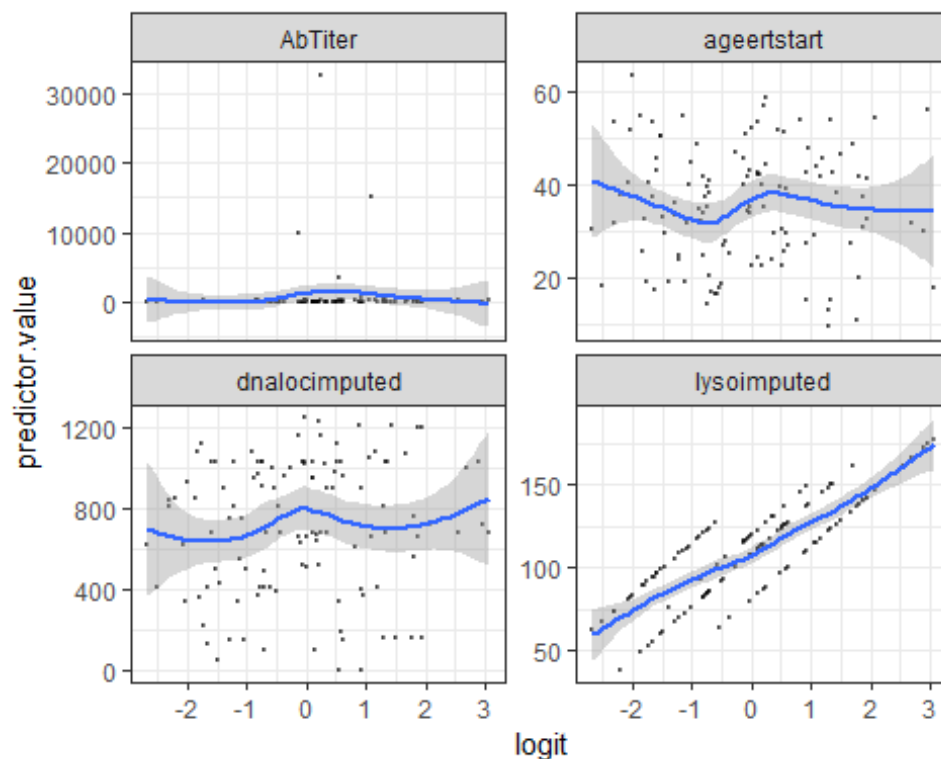 AbTiter
ageertstart
30000
20000
10000
0
60
40
20
dnalocimputed
lysoimputed
1200
800
400
0
150
100
50
-2 -1 0 1 2 3
-2 -1 0 1 2 3
logit
predictor.value